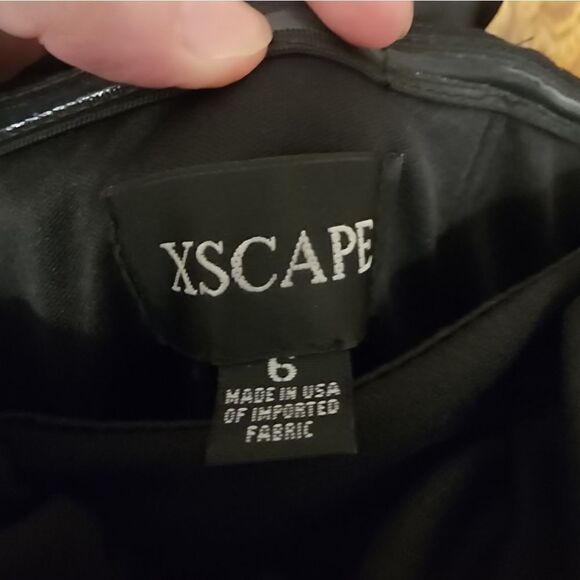 XSCAPE
6
MADE IN USA
OF IMPORTED
FABRIC